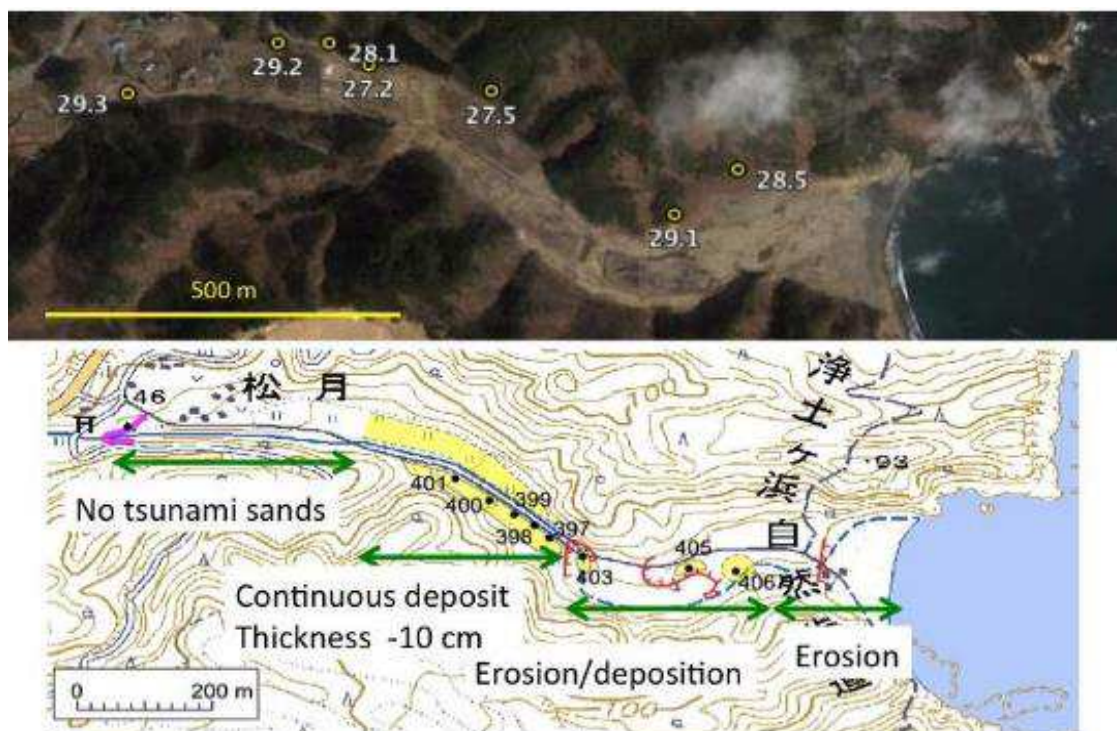 29.2
28.1
27.2
29.3
27.5
28.5
29.1
500 m
松月
46
浄土ヶ浜
100
93
401
400
399
398
397
403
405
406
No tsunami sands
Continuous deposit
Thickness -10 cm
Erosion/deposition
Erosion
0 200 m
100